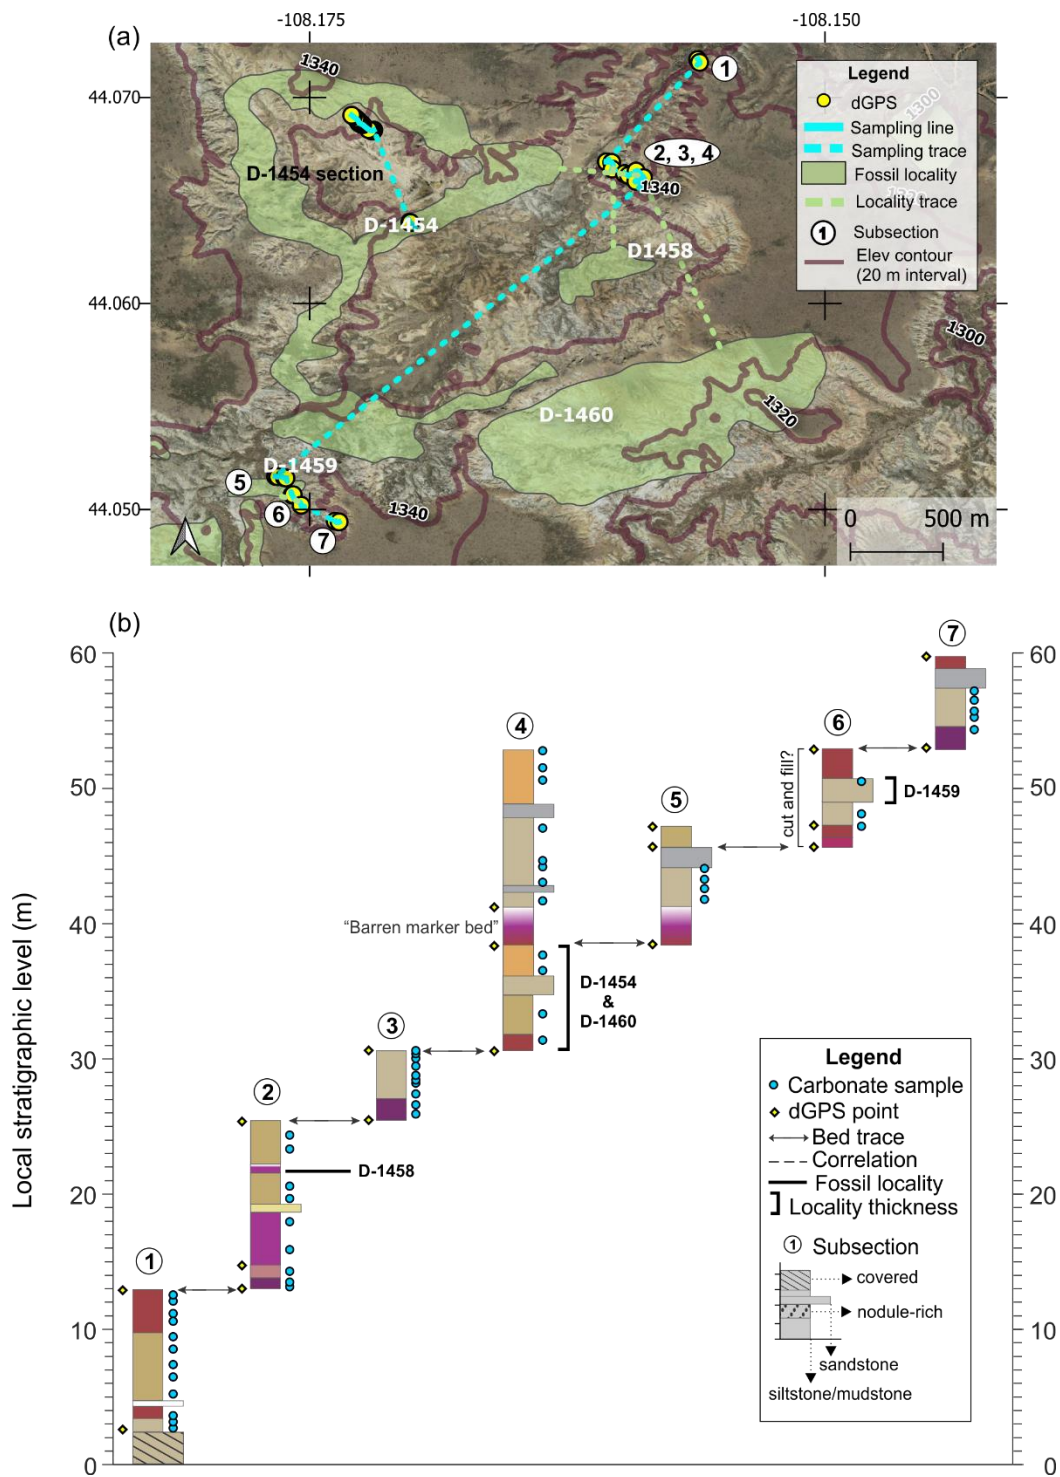 -108.175
-108.150
(a)
1340
1
Legend
dGPS
Sampling line
Sampling trace
Fossil locality
Locality trace
1 Subsection
Elev contour
(20 m interval)
1300
1320
44.070
2, 3, 4
D-1454 section
1340
D-1454
D1458
44.060
1300
D-1460
1320
D-1459
5
44.050
6
1340
7
0 500 m
(b)
60
7
60
4
6
50
cut and fill?
D-1459
50
5
40
"Barren marker bed"
40
Local stratigraphic level (m)
D-1454
&
D-1460
3
30
30
2
Legend
Carbonate sample
dGPS point
Bed trace
Correlation
Fossil locality
Locality thickness
1 Subsection
covered
nodule-rich
sandstone
siltstone/mudstone
D-1458
20
20
1
10
10
0
0